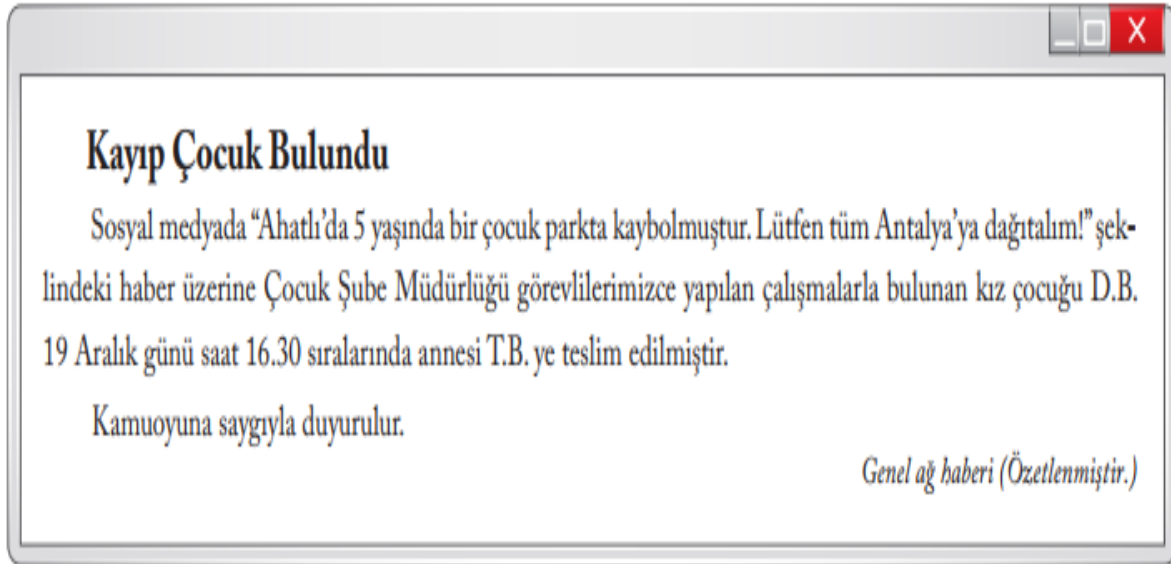 Kayıp Çocuk Bulundu
Sosyal medyada “Ahatlı’da 5 yaşında bir çocuk parkta kaybolmuştur. Lütfen tüm Antalya’ya dağıtalım!” şek-
lindeki haber üzerine Çocuk Şube Müdürlüğü görevlilerimizce yapılan çalışmalarla bulunan kız çocuğu D.B.
19 Aralık günü saat 16.30 sıralarında annesi T.B. ye teslim edilmiştir.
Kamuoyuna saygıyla duyurulur.
Genel ağ haberi (Özetlenmiştir.)